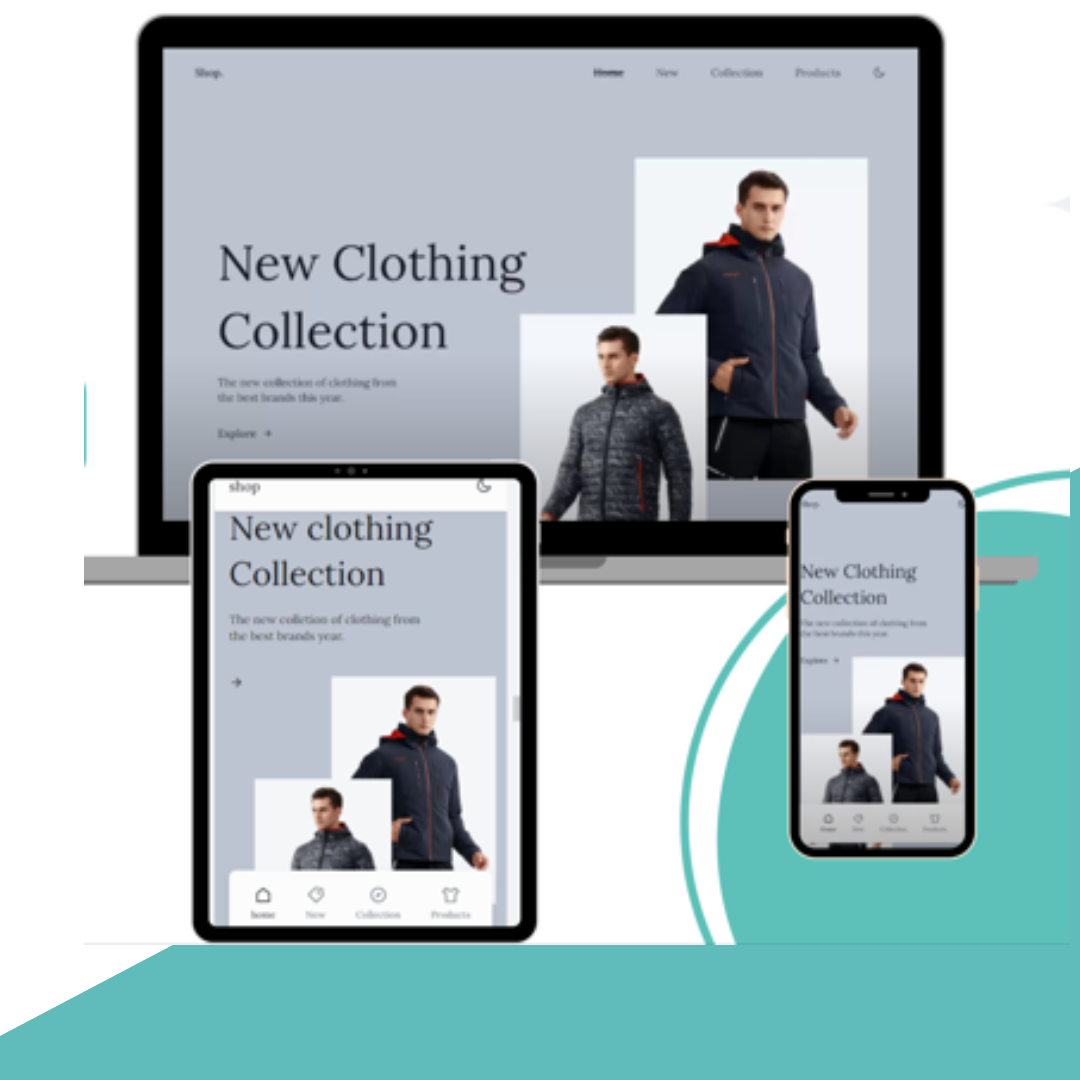 Shop.
Home New Collection Products
New Clothing
Collection
The new collection of clothing from
the best brands this year.
Explore →
shop
New clothing
Collection
The new colletion of clothing from
the best brands year.
→
home New Collection Products
Shop.
New Clothing
Collection
The new collection of clothing from
the best brands this year.
Explore →
Home New Collection Products